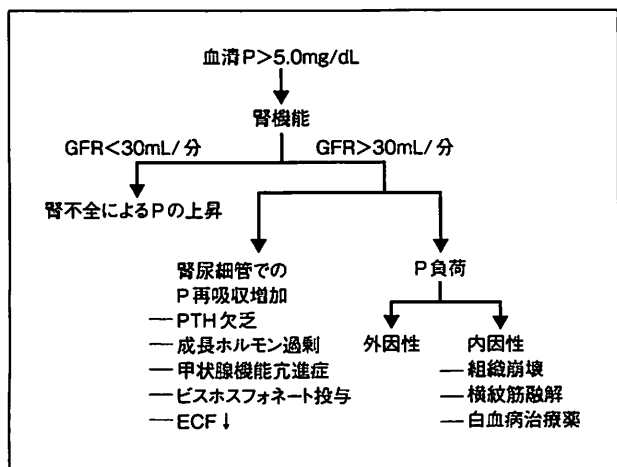 血清P>5.0mg/dL
腎機能
GFR<30mL/分
GFR>30mL/分
腎不全によるPの上昇
腎尿細管での
P再吸収増加
— PTH欠乏
— 成長ホルモン過剰
— 甲状腺機能亢進症
— ビスホスフォネート投与
— ECF↓
P負荷
外因性
内因性
— 組織崩壊
— 横紋筋融解
— 白血病治療薬